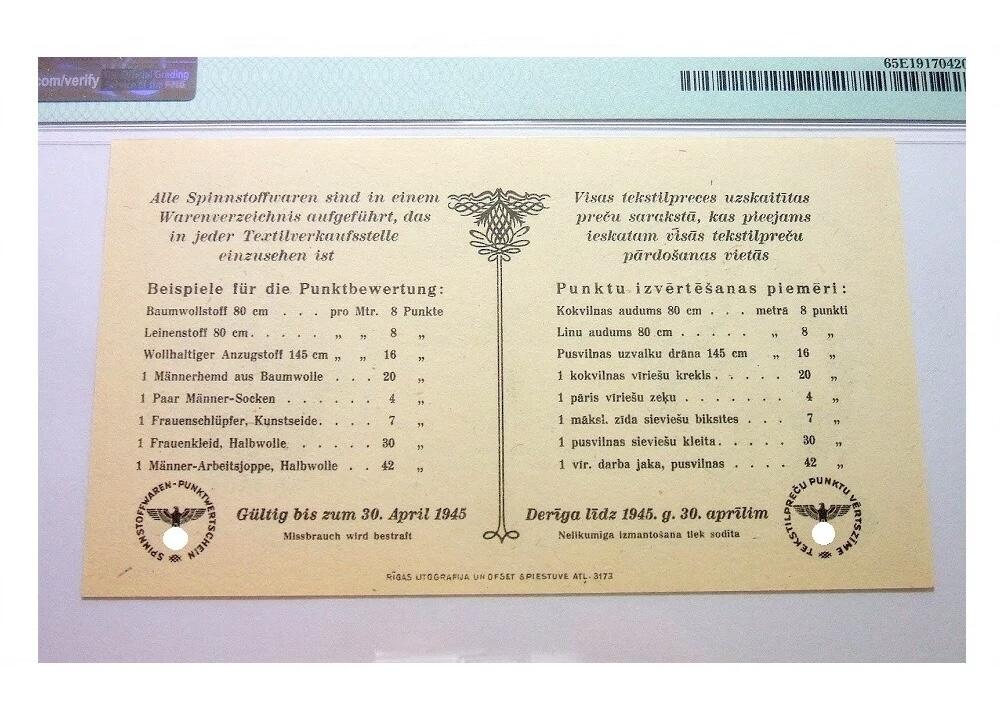 com/verify
65E1917042
Alle Spinnstoffwaren sind in einem
Warenverzeichnis aufgeführt, das
in jeder Textilverkaufsstelle
einzusehen ist
Beispiele für die Punktbewertung:
Baumwollstoff 80 cm . . . pro Mtr. 8 Punkte
Leinenstoff 80 cm. . . . . „ „ 8 „
Wollhaltiger Anzugstoff 145 cm „ „ 16 „
1 Männerhemd aus Baumwolle . . . 20 „
1 Paar Männer-Socken . . . . . . 4 „
1 Frauenschlüpfer, Kunstseide. . . . 7 „
1 Frauenkleid, Halbwolle. . . . . . 30 „
1 Männer-Arbeitsjoppe, Halbwolle . . 42 „
SPINNSTOFFWAREN-PUNKTWERTSCHEIN
Gültig bis zum 30. April 1945
Missbrauch wird bestraft
Visas tekstilpreces uzskaitītas
preču sarakstā, kas pieejams
ieskatam visās tekstilpreču
pārdošanas vietās
Punktu izvērtēšanas piemēri:
Kokvilnas audums 80 cm . . . metrā 8 punkti
Linu audums 80 cm . . . . . „ 8 „
Pusvilnas uzvalku drāna 145 cm „ 16 „
1 kokvilnas vīriešu krekls . . . . . 20 „
1 pāris vīriešu zeķu . . . . . . . 4 „
1 māksl. zīda sieviešu biksītes . . . 7 „
1 pusvilnas sieviešu kleita . . . . . 30 „
1 vīr. darba jaka, pusvilnas . . . . 42 „
Derīga līdz 1945. g. 30. aprīlim
Nelikumīga izmantošana tiek sodīta
TEKSTILPREČU PUNKTU VĒRTSZĪME
RĪGAS LITOGRAFIJA UN OFSET SPIESTUVE ATL. 3173